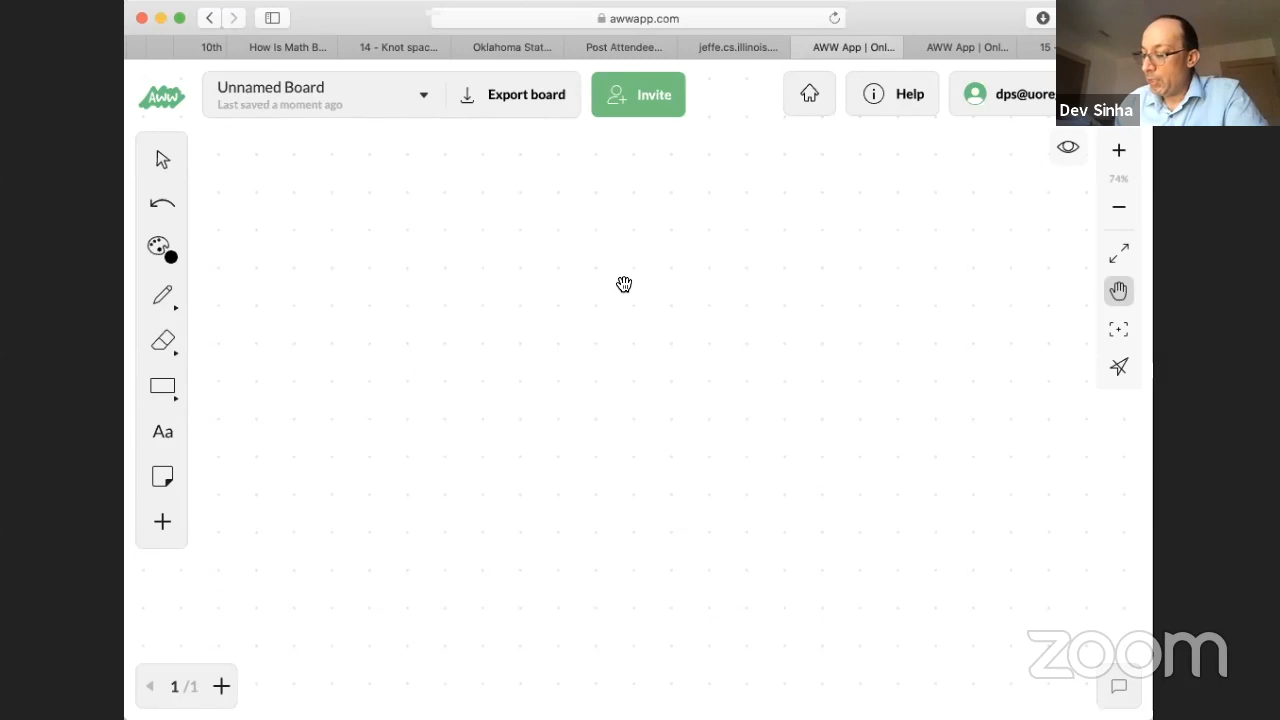 awwapp.com
10th
How Is Math B...
14 - Knot spac...
Oklahoma Stat...
Post Attendee...
jeffe.cs.illinois....
AWW App | Onl...
AWW App | Onl...
15 -
AWW
Unnamed Board
Last saved a moment ago
Export board
Invite
Help
dps@uore
Dev Sinha
74%
Aa
1 /1
zoom